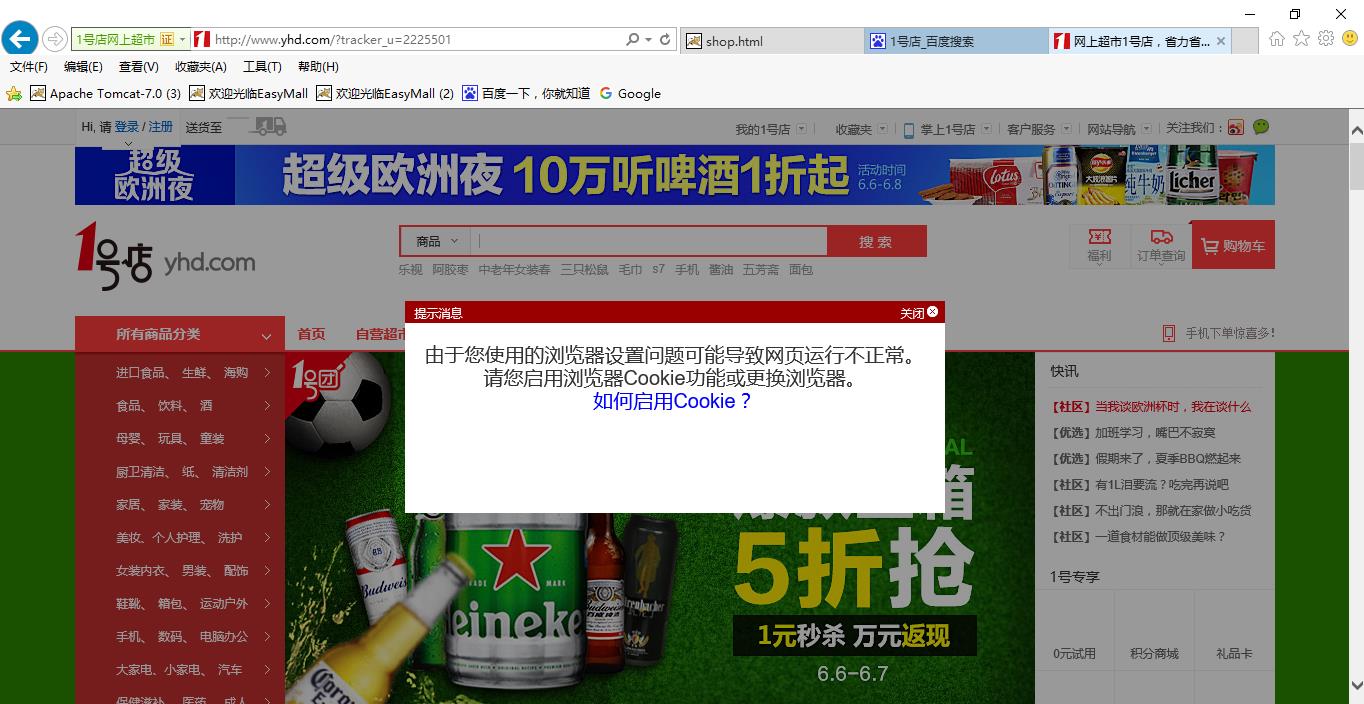 1号店网上超市 证
http://www.yhd.com/?tracker_u=2225501
shop.html
1号店_百度搜索
网上超市1号店，省力省...
文件(F) 编辑(E) 查看(V) 收藏夹(A) 工具(T) 帮助(H)
Apache Tomcat-7.0 (3) 欢迎光临EasyMall 欢迎光临EasyMall (2) 百度一下，你就知道 Google
Hi, 请 登录 / 注册 送货至
我的1号店 收藏夹 掌上1号店 客户服务 网站导航 关注我们：
超级
欧洲夜
超级欧洲夜 10万听啤酒1折起
活动时间
6.6-6.8
Lotus
纯牛奶
licher
1号店 yhd.com
商品
搜 索
福利
订单查询
购物车
乐视 阿胶枣 中老年女装春 三只松鼠 毛巾 s7 手机 酱油 五芳斋 面包
所有商品分类 首页 自营超市
手机下单惊喜多!
提示消息
关闭
由于您使用的浏览器设置问题可能导致网页运行不正常。
请您启用浏览器Cookie功能或更换浏览器。
如何启用Cookie？
进口食品、 生鲜、 海购
食品、 饮料、 酒
母婴、 玩具、 童装
厨卫清洁、 纸、 清洁剂
家居、 家装、 宠物
美妆、个人护理、 洗护
女装内衣、 男装、 配饰
鞋靴、 箱包、 运动户外
手机、 数码、 电脑办公
大家电、小家电、 汽车
保健滋补、 医药、 成人
1号团
Budweiser
TRADE MARK
Heineken
Budweiser
Corona
AL
箱
5折抢
1元秒杀 万元返现
6.6-6.7
快讯
【社区】当我谈欧洲杯时，我在谈什么
【优选】加班学习，嘴巴不寂寞
【优选】假期来了，夏季BBQ燃起来
【社区】有1L泪要流？吃完再说吧
【社区】不出门浪，那就在家做小吃货
【社区】一道食材能做顶级美味？
1号专享
0元试用 积分商城 礼品卡